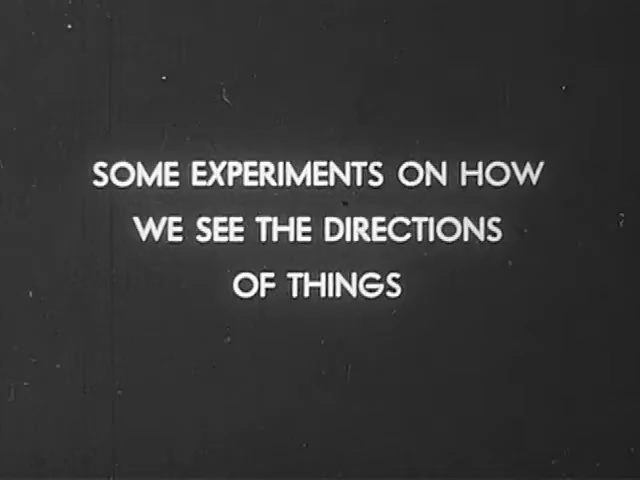 SOME EXPERIMENTS ON HOW
WE SEE THE DIRECTIONS
OF THINGS